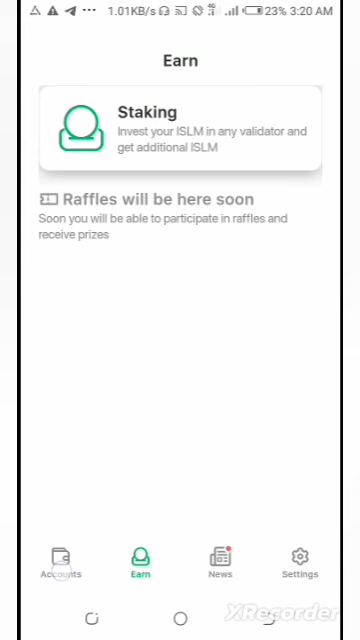 1.01KB/s 4G 23% 3:20 AM
Earn
Staking
Invest your ISLM in any validator and
get additional ISLM
Raffles will be here soon
Soon you will be able to participate in raffles and
receive prizes
Accounts Earn News Settings
XRecorder